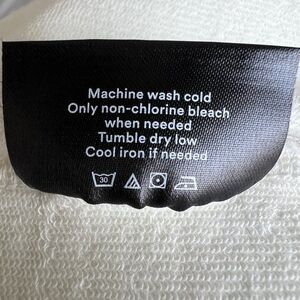 Machine wash cold
Only non-chlorine bleach
when needed
Tumble dry low
Cool iron if needed
30